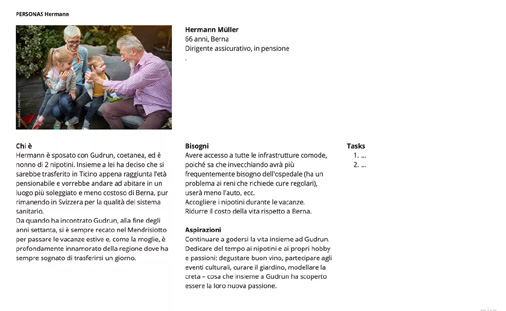 PERSONAS Hermann
Hermann Müller
66 anni, Berna
Dirigente assicurativo, in pensione
.
Chi è
Hermann è sposato con Gudrun, coetanea, ed è
nonno di 2 nipotini. Insieme a lei ha deciso che si
sarebbe trasferito in Ticino appena raggiunta l'età
pensionabile e vorrebbe andare ad abitare in un
luogo più soleggiato e meno costoso di Berna, pur
rimanendo in Svizzera per la qualità del sistema
sanitario.
Da quando ha incontrato Gudrun, alla fine degli
anni settanta, si è sempre recato nel Mendrisiotto
per passare le vacanze estive e, come la moglie, è
profondamente innamorato della regione dove ha
sempre sognato di trasferirsi un giorno.
Bisogni
Avere accesso a tutte le infrastrutture comode,
poiché sa che invecchiando avrà più
frequentemente bisogno dell'ospedale (ha un
problema ai reni che richiede cure regolari),
userà meno l'auto, ecc.
Accogliere i nipotini durante le vacanze.
Ridurre il costo della vita rispetto a Berna.
Aspirazioni
Continuare a godersi la vita insieme ad Gudrun.
Dedicare del tempo ai nipotini e ai propri hobby
e passioni: degustare buon vino, partecipare agli
eventi culturali, curare il giardino, modellare la
creta – cosa che insieme a Gudrun ha scoperto
essere la loro nuova passione.
Tasks
1. ...
2. ...